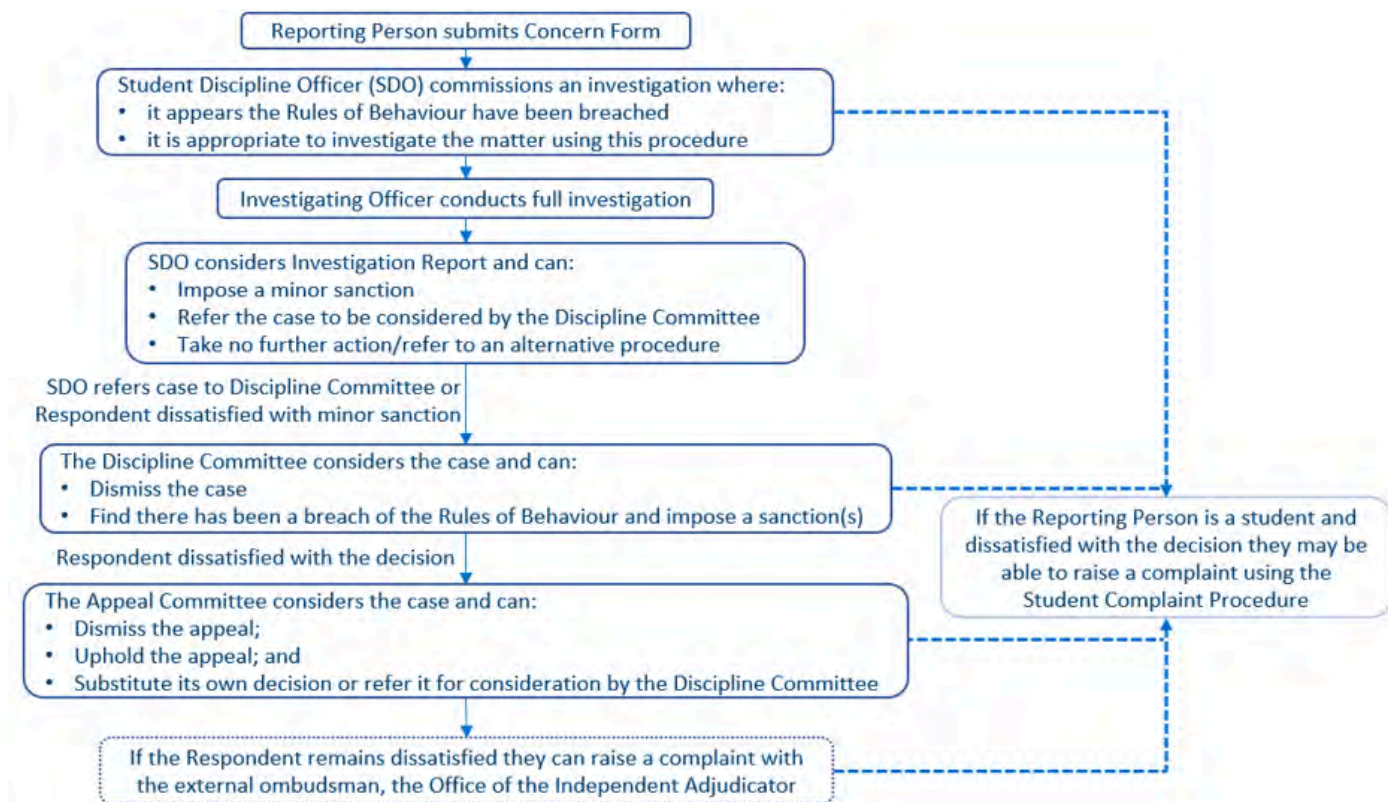 Reporting Person submits Concern Form
Student Discipline Officer (SDO) commissions an investigation where:
• it appears the Rules of Behaviour have been breached
• it is appropriate to investigate the matter using this procedure
Investigating Officer conducts full investigation
SDO considers Investigation Report and can:
• Impose a minor sanction
• Refer the case to be considered by the Discipline Committee
• Take no further action/refer to an alternative procedure
SDO refers case to Discipline Committee or
Respondent dissatisfied with minor sanction
The Discipline Committee considers the case and can:
• Dismiss the case
• Find there has been a breach of the Rules of Behaviour and impose a sanction(s)
Respondent dissatisfied with the decision
The Appeal Committee considers the case and can:
• Dismiss the appeal;
• Uphold the appeal; and
• Substitute its own decision or refer it for consideration by the Discipline Committee
If the Respondent remains dissatisfied they can raise a complaint with
the external ombudsman, the Office of the Independent Adjudicator
If the Reporting Person is a student and
dissatisfied with the decision they may be
able to raise a complaint using the
Student Complaint Procedure